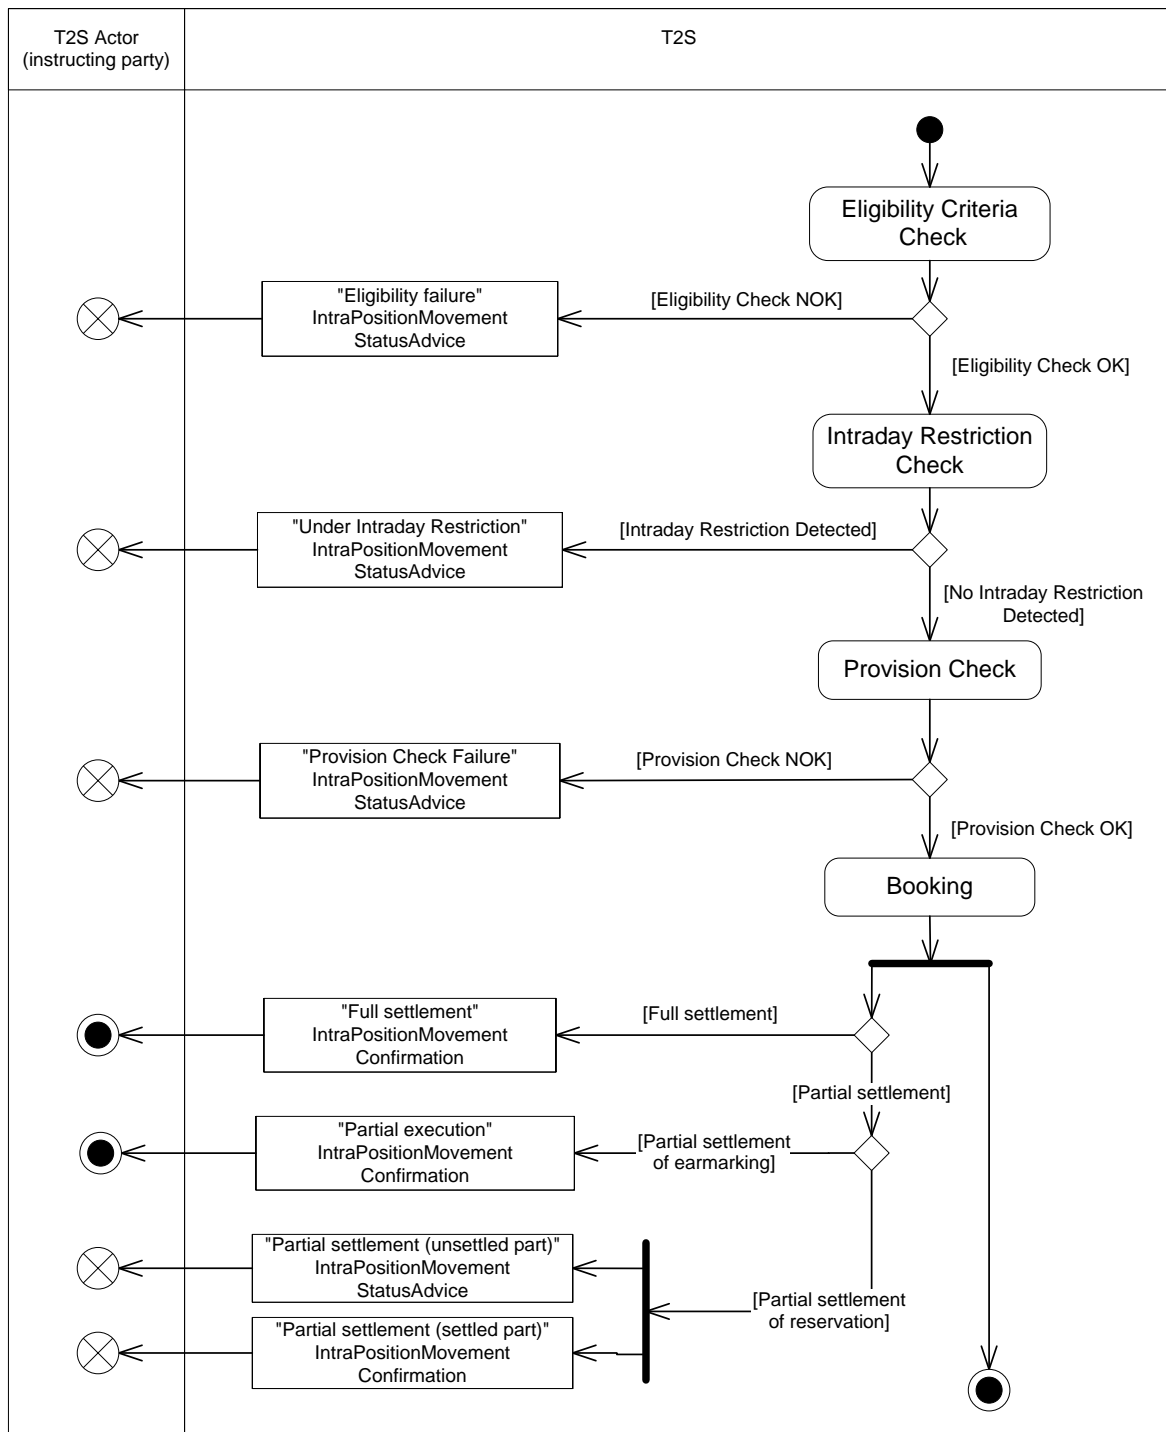 T2S Actor
(instructing party)
T2S
Eligibility Criteria
Check
"Eligibility failure"
IntraPositionMovement
StatusAdvice
[Eligibility Check NOK]
[Eligibility Check OK]
Intraday Restriction
Check
"Under Intraday Restriction"
IntraPositionMovement
StatusAdvice
[Intraday Restriction Detected]
[No Intraday Restriction
Detected]
Provision Check
"Provision Check Failure"
IntraPositionMovement
StatusAdvice
[Provision Check NOK]
[Provision Check OK]
Booking
"Full settlement"
IntraPositionMovement
Confirmation
[Full settlement]
[Partial settlement]
"Partial execution"
IntraPositionMovement
Confirmation
[Partial settlement
of earmarking]
"Partial settlement (unsettled part)"
IntraPositionMovement
StatusAdvice
[Partial settlement
of reservation]
"Partial settlement (settled part)"
IntraPositionMovement
Confirmation